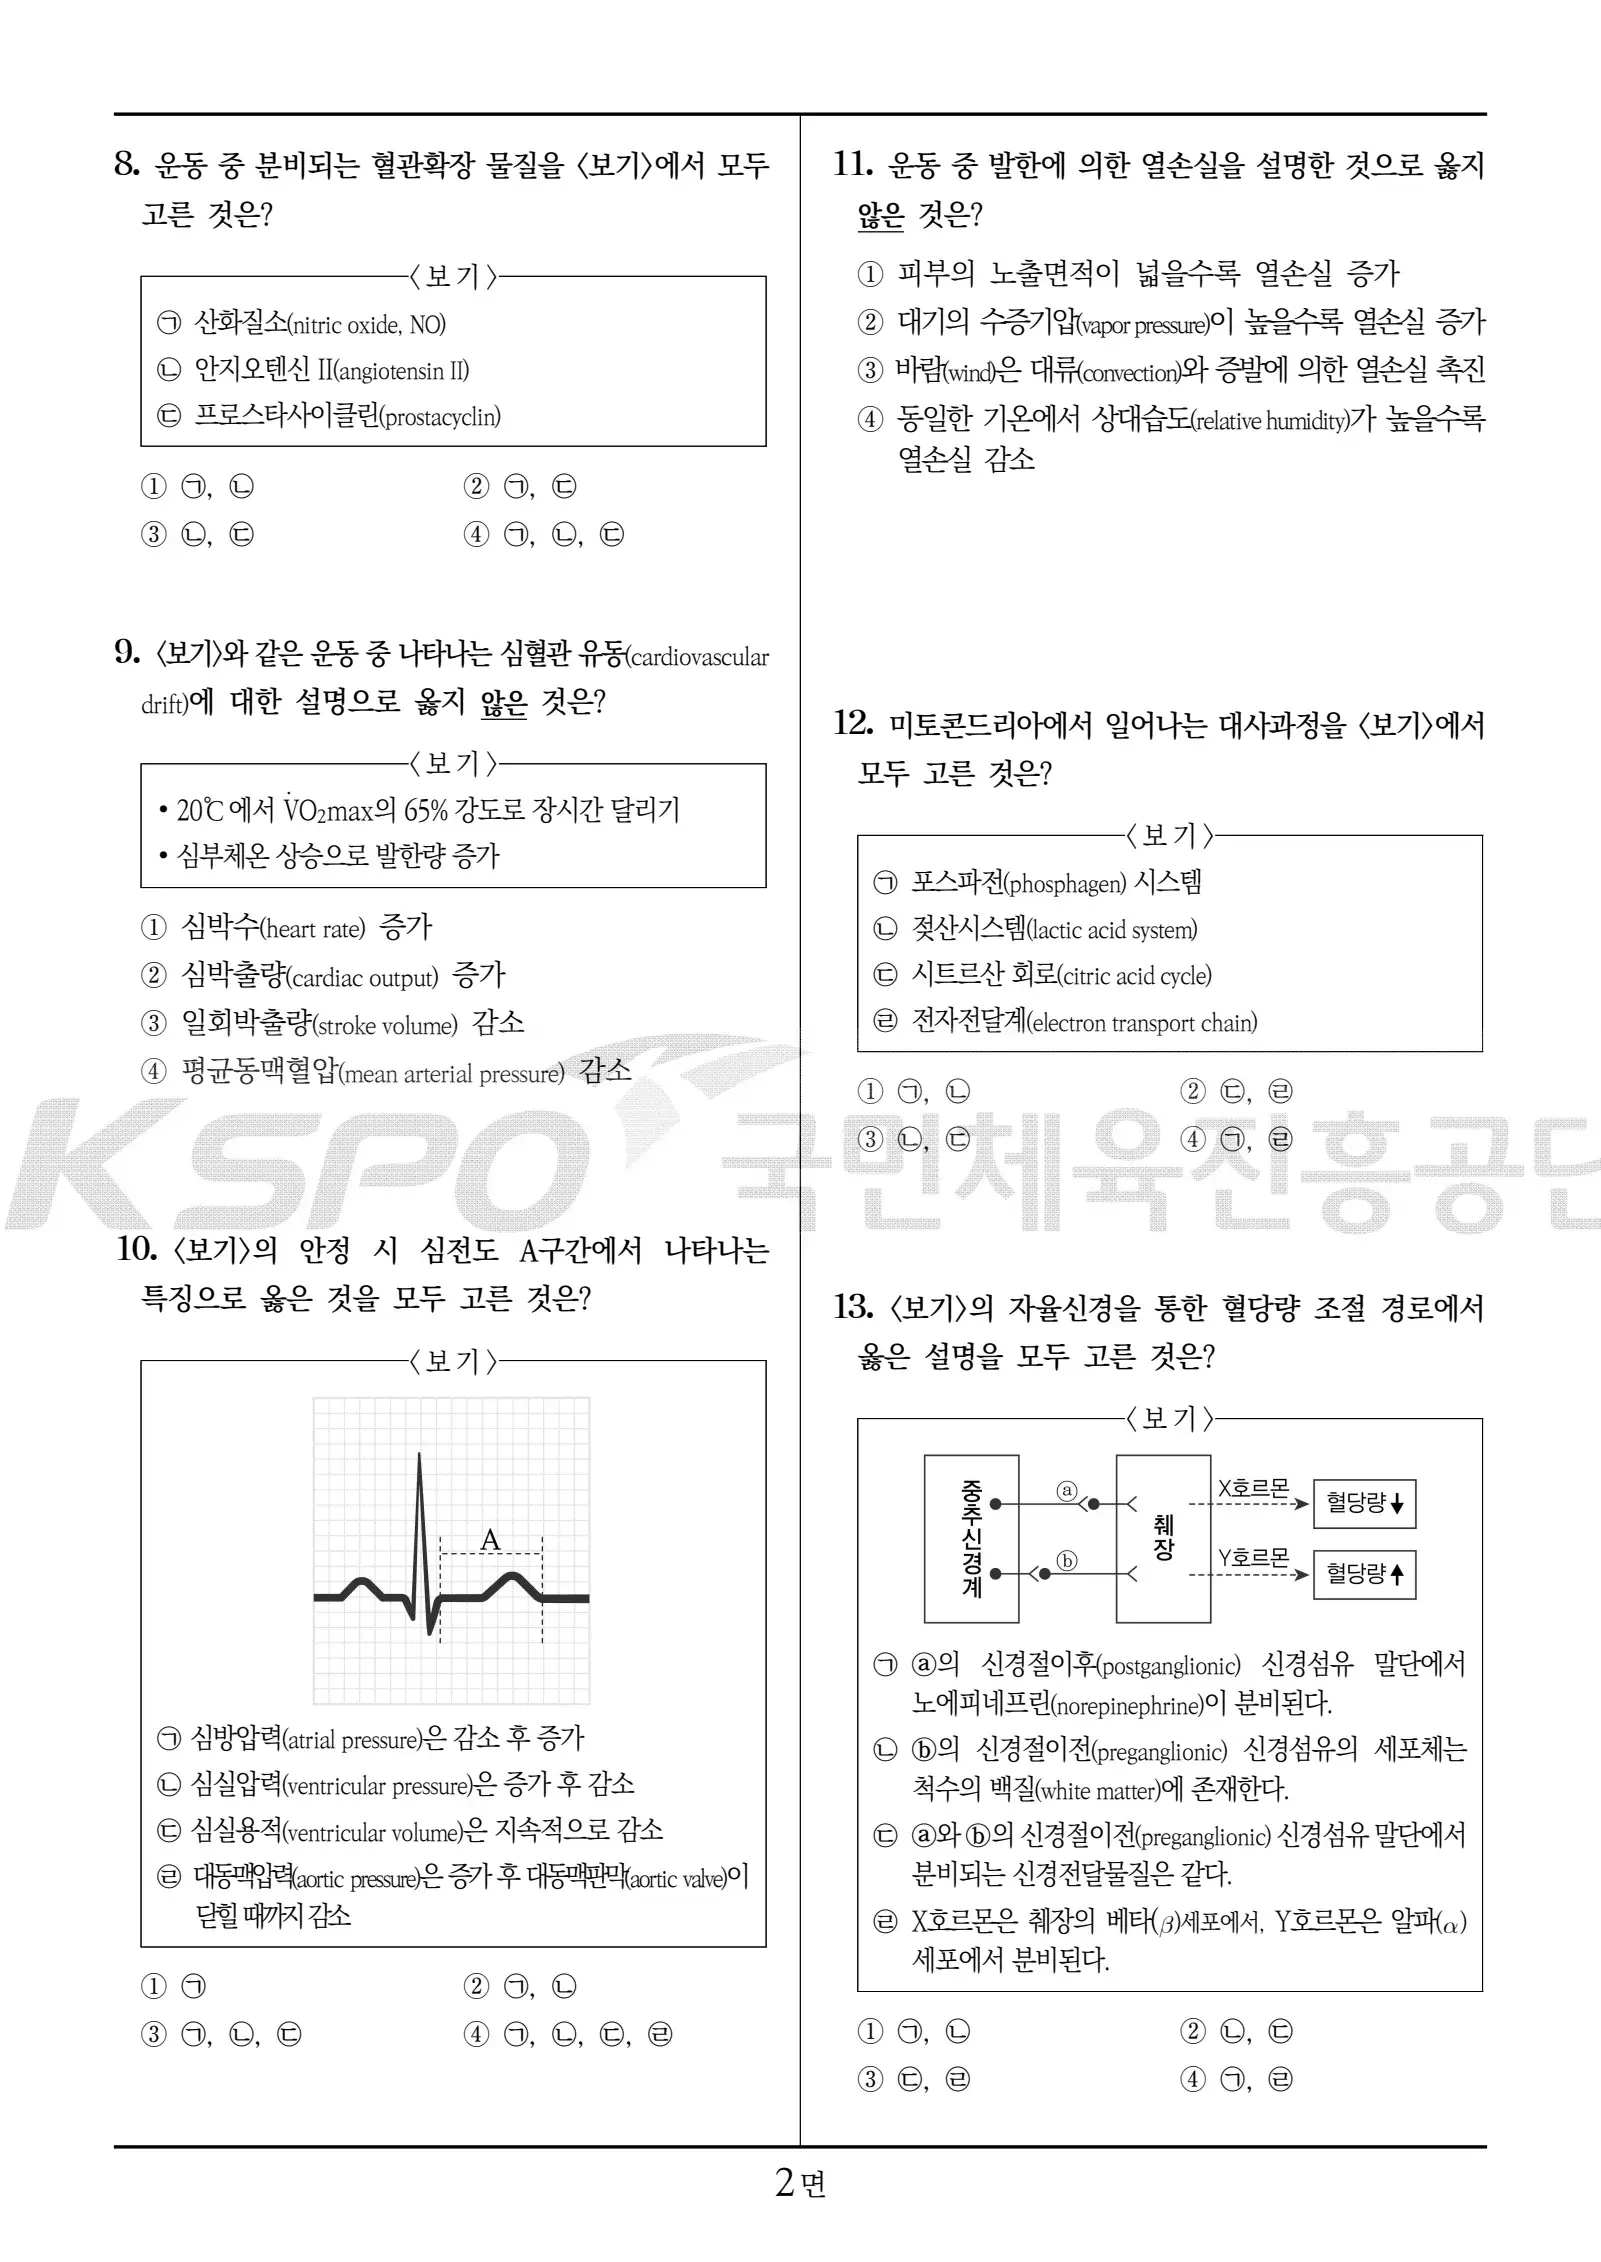 8. 운동 중 분비되는 혈관확장 물질을 〈보기〉에서 모두
고른 것은?
〈보기〉
㉠ 산화질소(nitric oxide, NO)
㉡ 안지오텐신 II(angiotensin II)
㉢ 프로스타사이클린(prostacyclin)
① ㉠, ㉡
② ㉠, ㉢
③ ㉡, ㉢
④ ㉠, ㉡, ㉢
9. 〈보기〉와 같은 운동 중 나타나는 심혈관 유동(cardiovascular
drift)에 대한 설명으로 옳지 않은 것은?
〈보기〉
• 20℃에서 V̇O₂max의 65% 강도로 장시간 달리기
• 심부체온 상승으로 발한량 증가
① 심박수(heart rate) 증가
② 심박출량(cardiac output) 증가
③ 일회박출량(stroke volume) 감소
④ 평균동맥혈압(mean arterial pressure) 감소
10. 〈보기〉의 안정 시 심전도 A구간에서 나타나는
특징으로 옳은 것을 모두 고른 것은?
〈보기〉
A
㉠ 심방압력(atrial pressure)은 감소 후 증가
㉡ 심실압력(ventricular pressure)은 증가 후 감소
㉢ 심실용적(ventricular volume)은 지속적으로 감소
㉣ 대동맥압력(aortic pressure)은 증가 후 대동맥판막(aortic valve)이
닫힐 때까지 감소
① ㉠
② ㉠, ㉡
③ ㉠, ㉡, ㉢
④ ㉠, ㉡, ㉢, ㉣
11. 운동 중 발한에 의한 열손실을 설명한 것으로 옳지
않은 것은?
① 피부의 노출면적이 넓을수록 열손실 증가
② 대기의 수증기압(vapor pressure)이 높을수록 열손실 증가
③ 바람(wind)은 대류(convection)와 증발에 의한 열손실 촉진
④ 동일한 기온에서 상대습도(relative humidity)가 높을수록
열손실 감소
12. 미토콘드리아에서 일어나는 대사과정을 〈보기〉에서
모두 고른 것은?
〈보기〉
㉠ 포스파전(phosphagen) 시스템
㉡ 젖산시스템(lactic acid system)
㉢ 시트르산 회로(citric acid cycle)
㉣ 전자전달계(electron transport chain)
① ㉠, ㉡
② ㉢, ㉣
③ ㉡, ㉢
④ ㉠, ㉣
13. 〈보기〉의 자율신경을 통한 혈당량 조절 경로에서
옳은 설명을 모두 고른 것은?
〈보기〉
중추신경계
ⓐ
ⓑ
췌장
X호르몬
혈당량↓
Y호르몬
혈당량↑
㉠ ⓐ의 신경절이후(postganglionic) 신경섬유 말단에서
노에피네프린(norepinephrine)이 분비된다.
㉡ ⓑ의 신경절이전(preganglionic) 신경섬유의 세포체는
척수의 백질(white matter)에 존재한다.
㉢ ⓐ와 ⓑ의 신경절이전(preganglionic) 신경섬유 말단에서
분비되는 신경전달물질은 같다.
㉣ X호르몬은 췌장의 베타(β)세포에서, Y호르몬은 알파(α)
세포에서 분비된다.
① ㉠, ㉡
② ㉡, ㉢
③ ㉢, ㉣
④ ㉠, ㉣
KSPO 국민체육진흥공단
2면